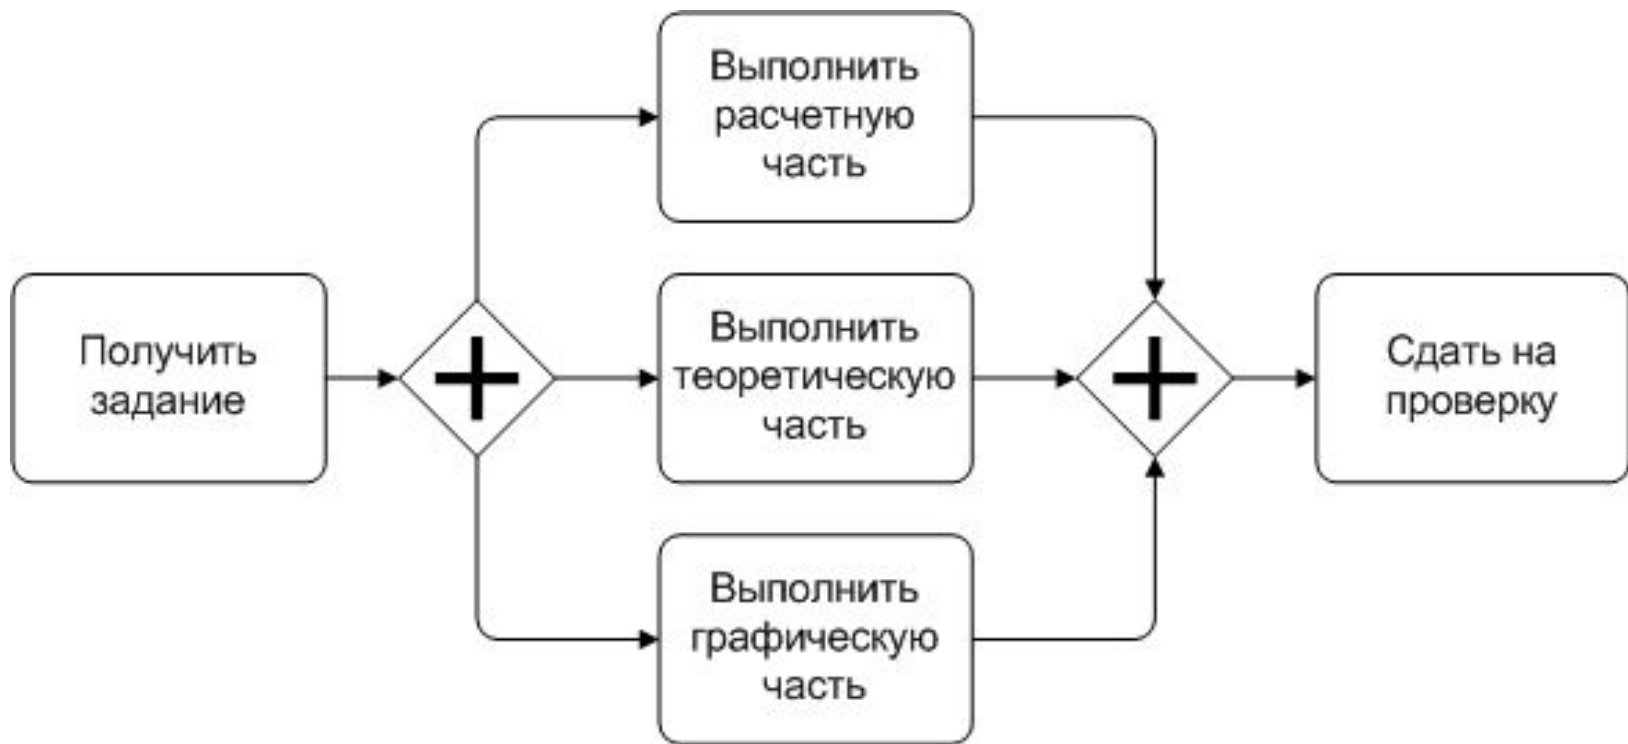 Получить
задание
Выполнить
расчетную
часть
Выполнить
теоретическую
часть
Выполнить
графическую
часть
Сдать на
проверку